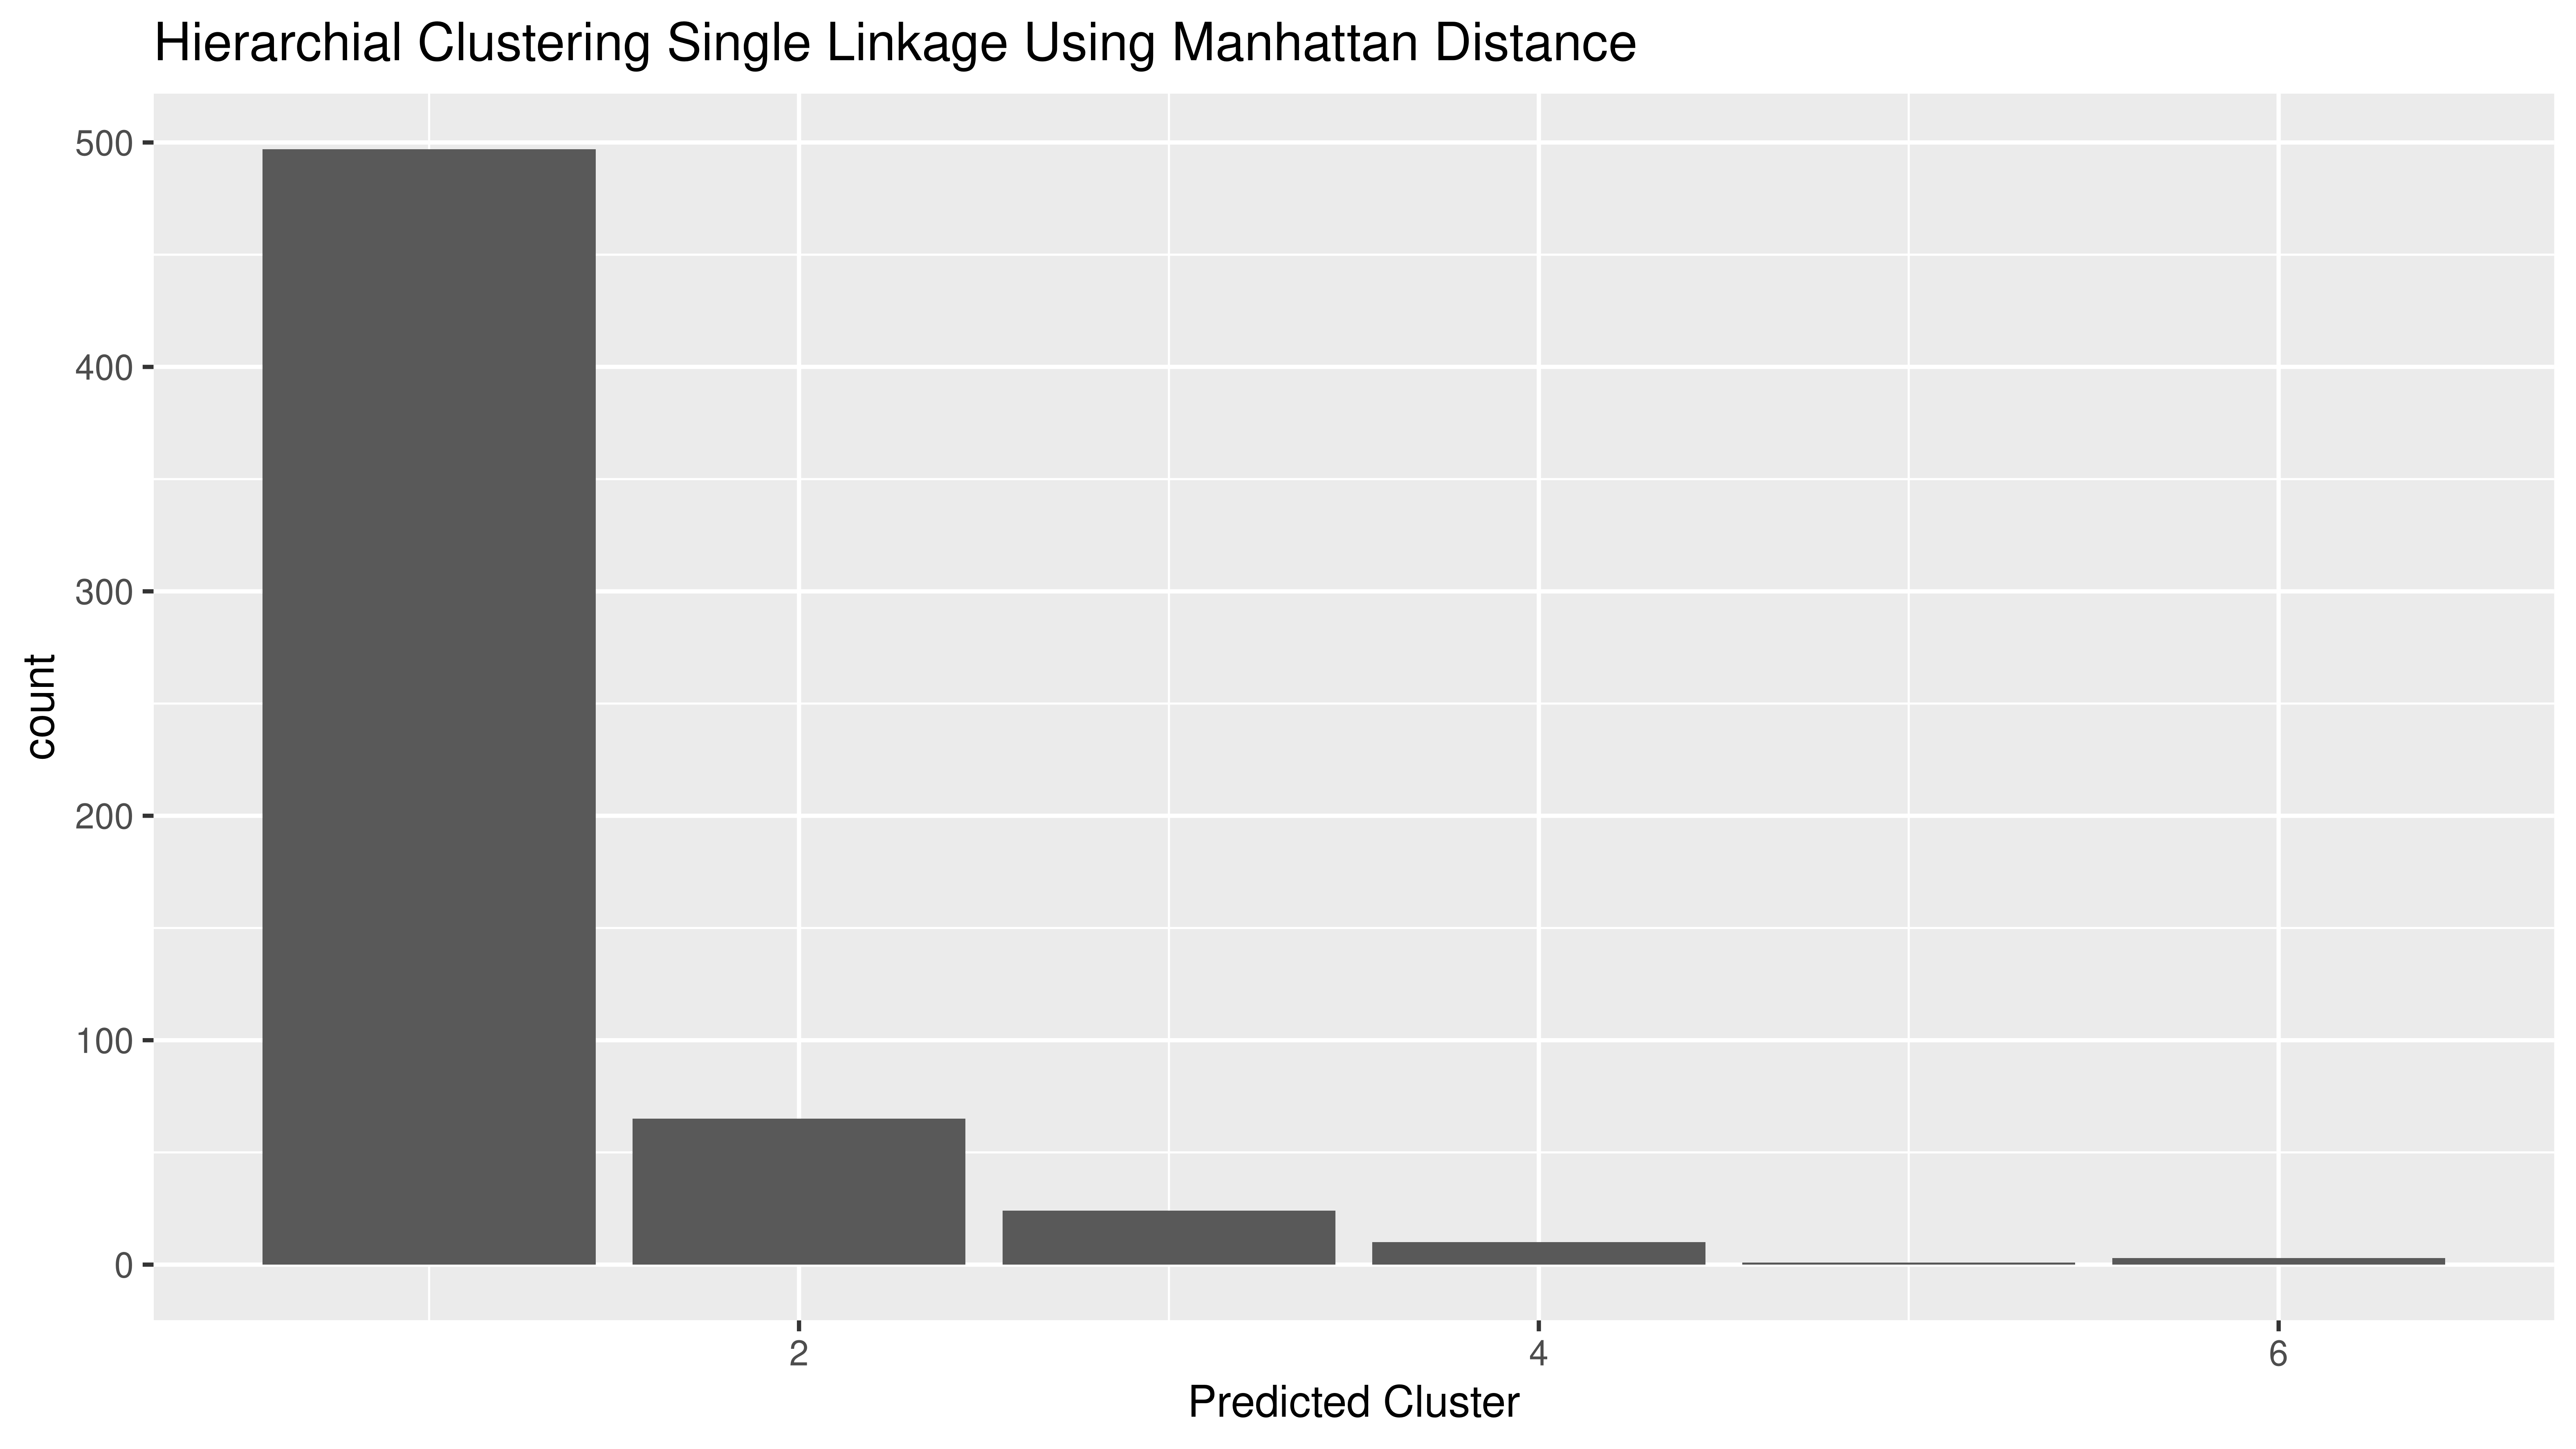 Hierarchial Clustering Single Linkage Using Manhattan Distance
500
400
300
200
100
0
count
2 4 6
Predicted Cluster